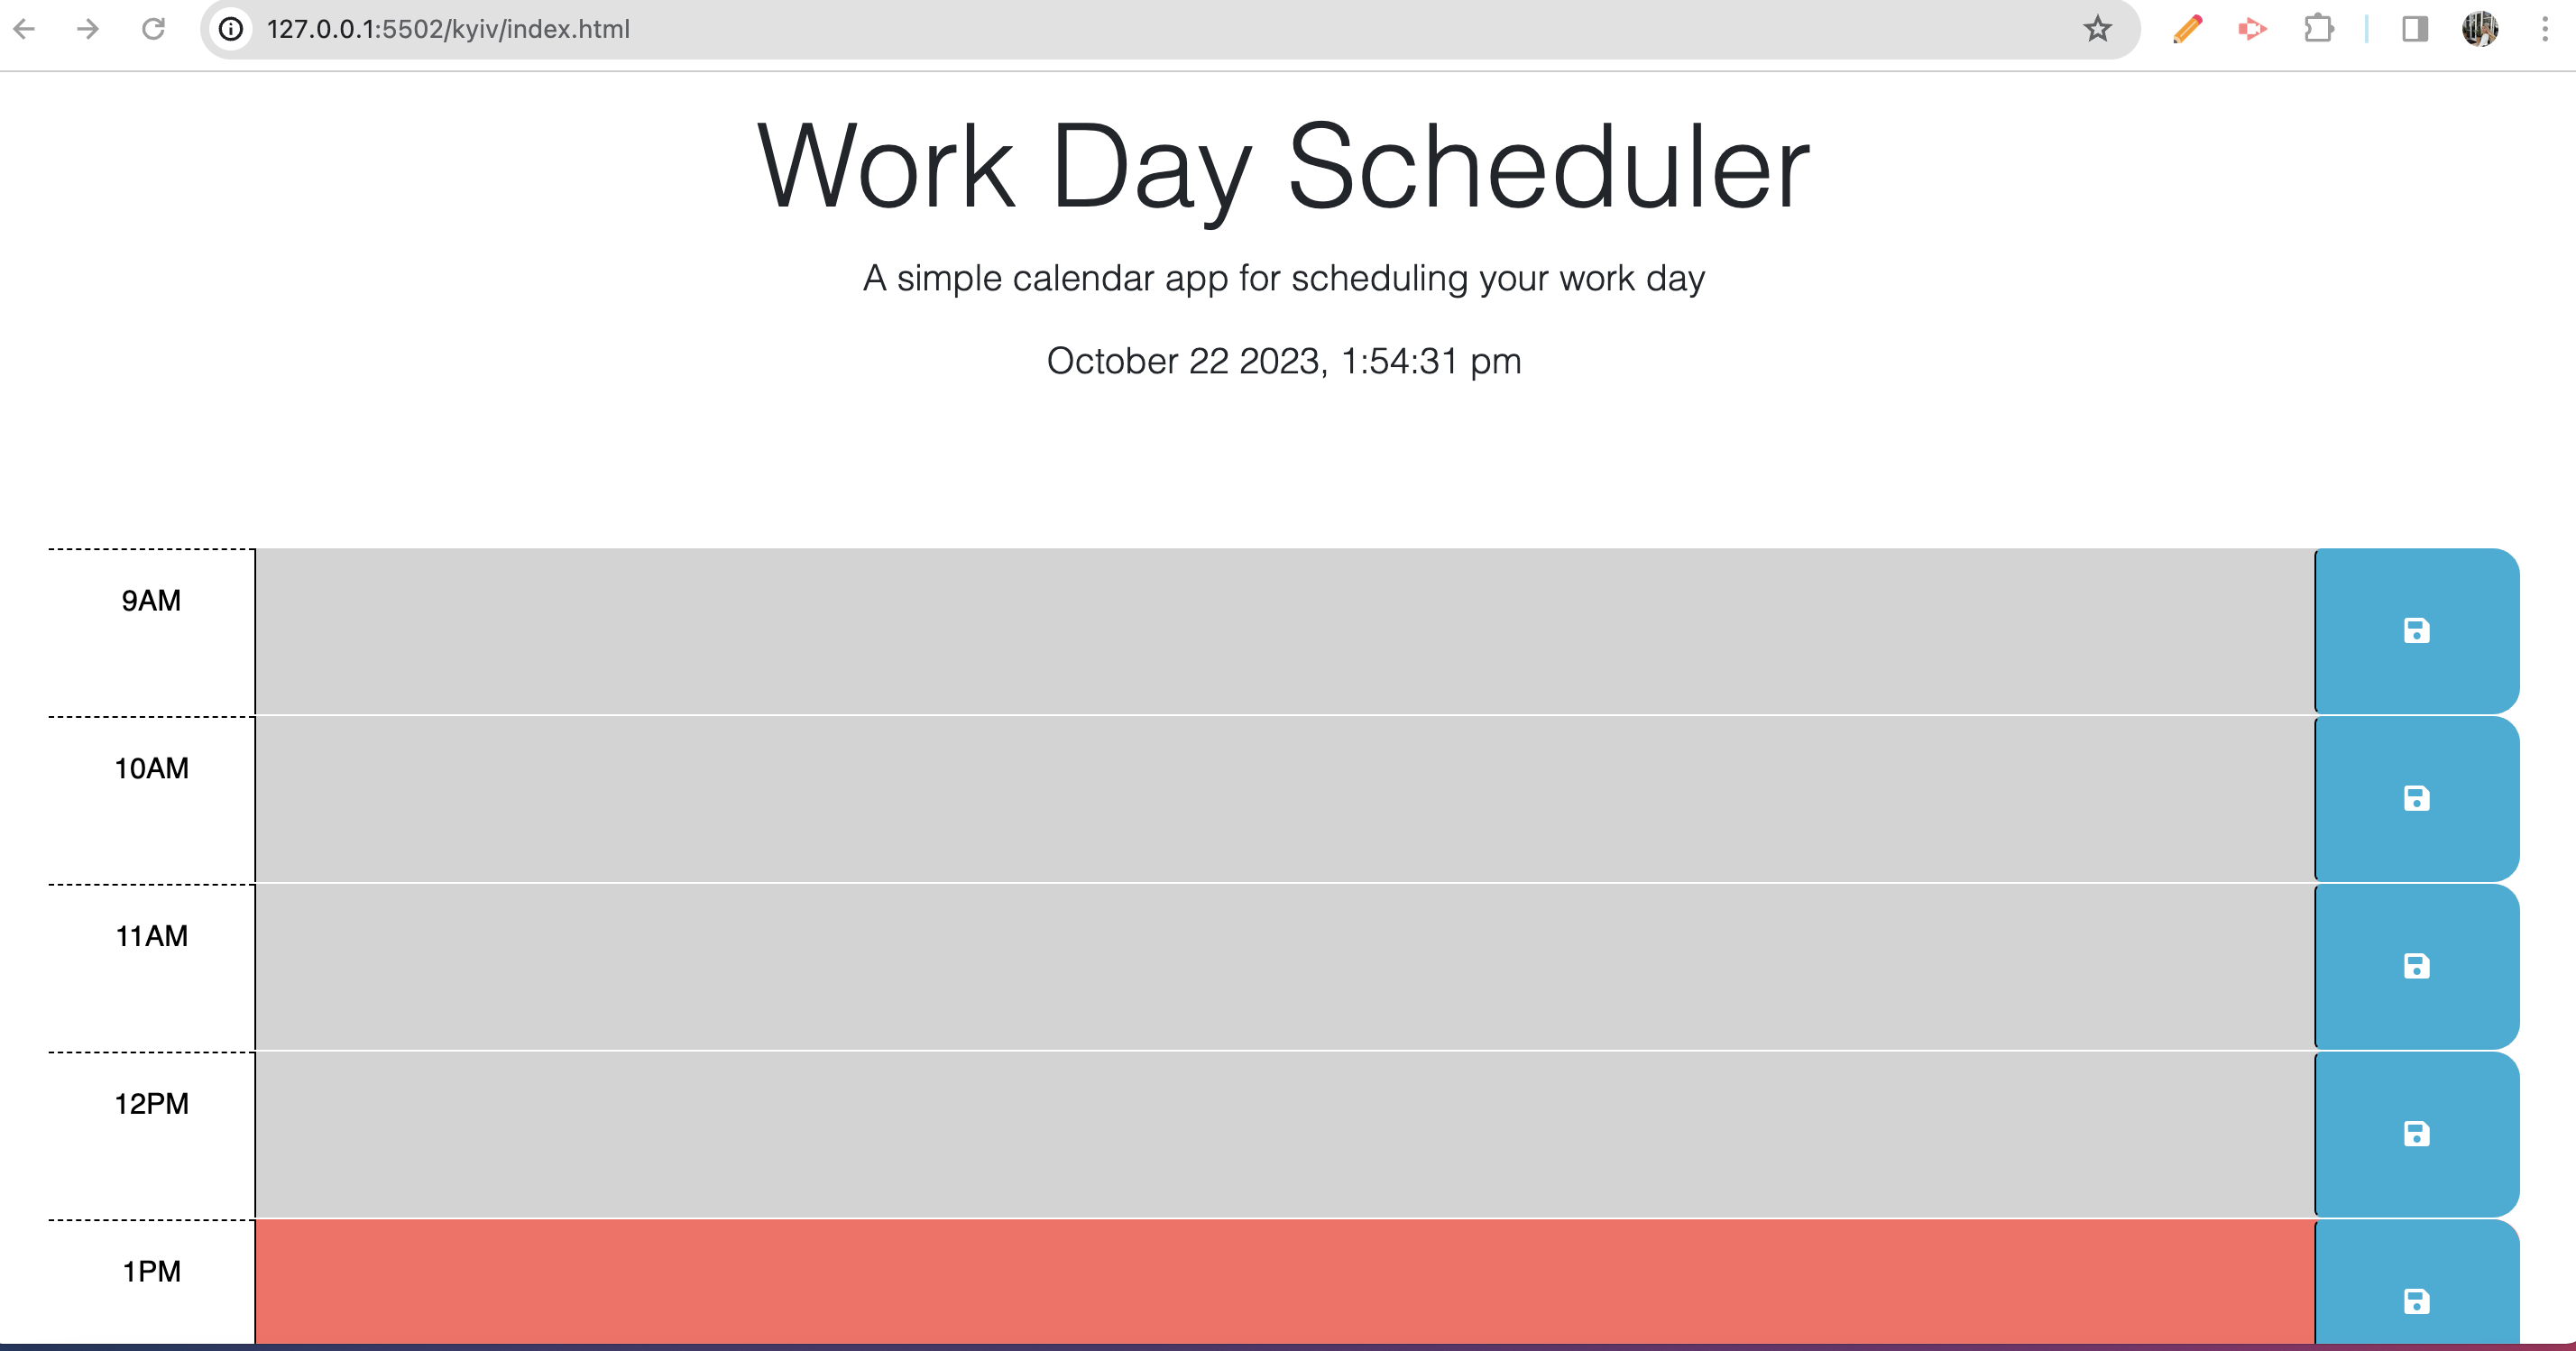 127.0.0.1:5502/kyiv/index.html
Work Day Scheduler
A simple calendar app for scheduling your work day
October 22 2023, 1:54:31 pm
9AM
10AM
11AM
12PM
1PM